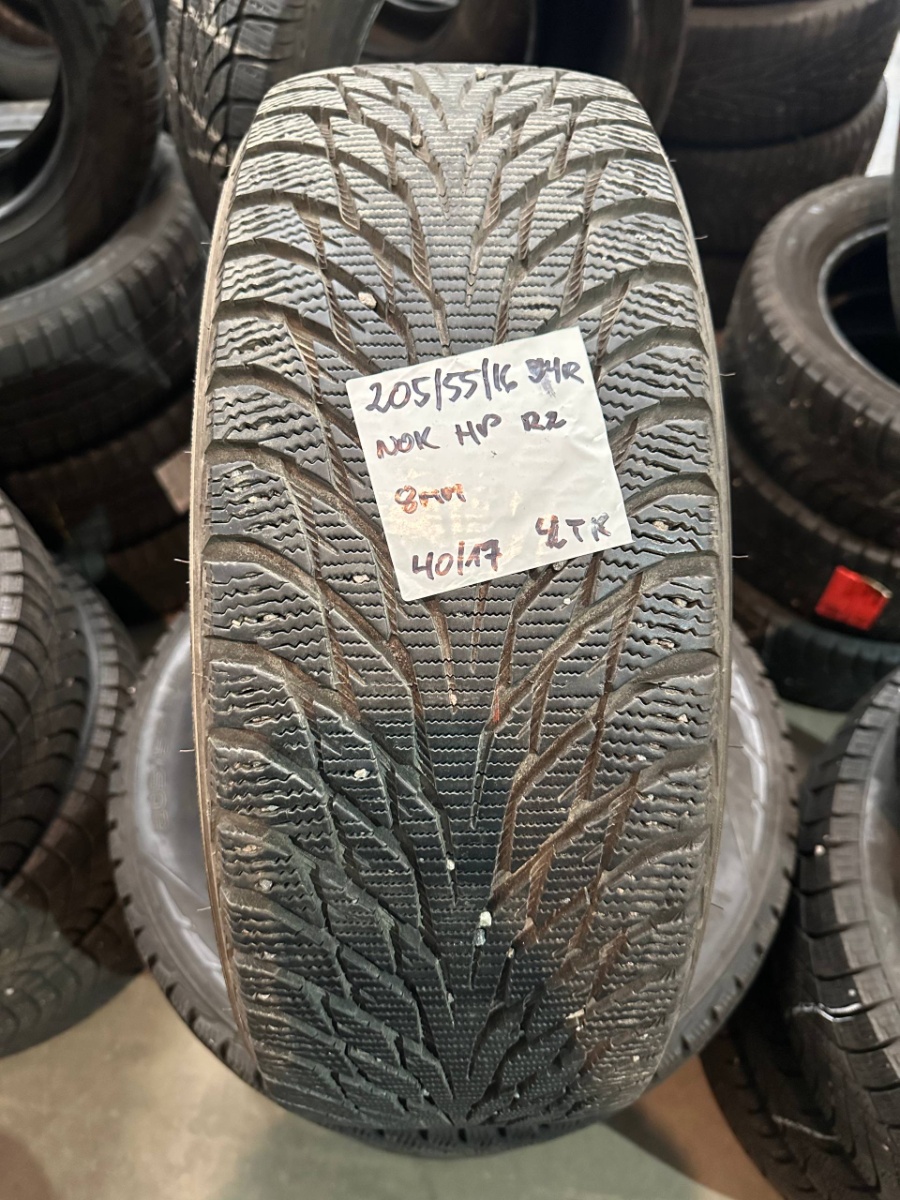 205/55/16 94R
NOK HP R2
8mm
40/17 4TK